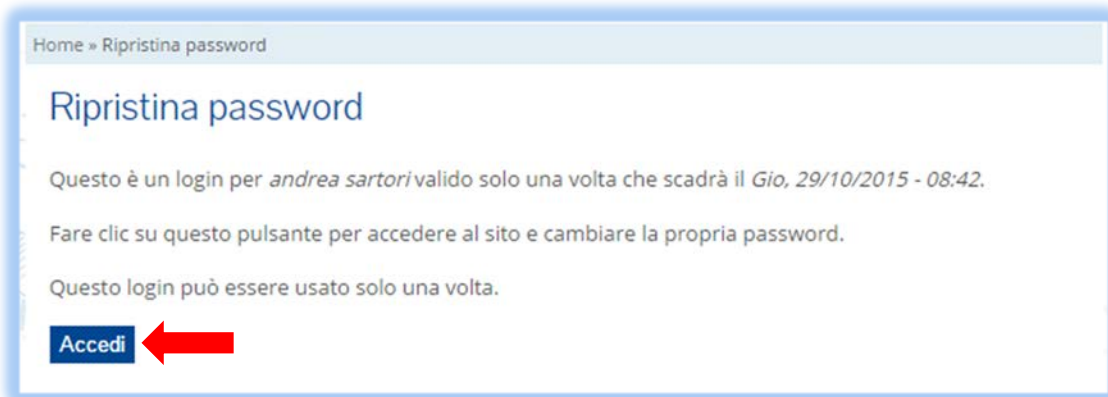 Home » Ripristina password
Ripristina password
Questo è un login per andrea sartori valido solo una volta che scadrà il Gio, 29/10/2015 - 08:42.
Fare clic su questo pulsante per accedere al sito e cambiare la propria password.
Questo login può essere usato solo una volta.
Accedi